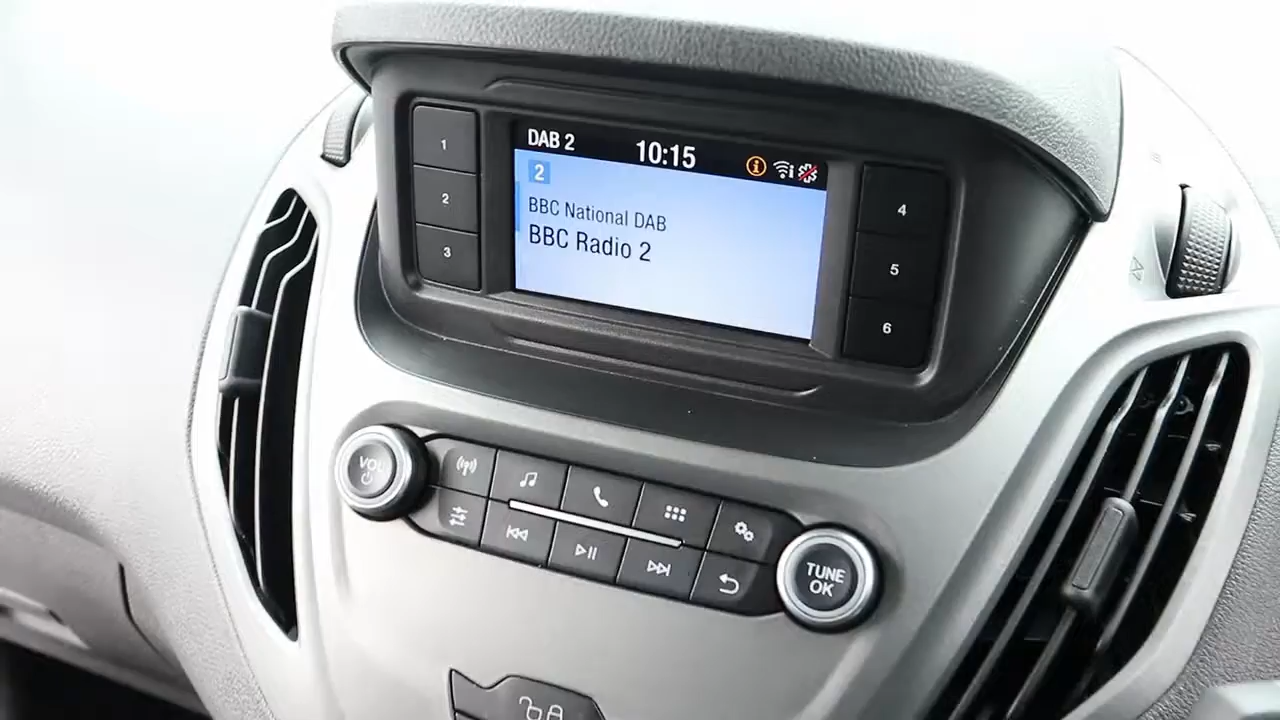 DAB 2
10:15
2
BBC National DAB
BBC Radio 2
1
2
3
4
5
6
VOL
TUNE
OK